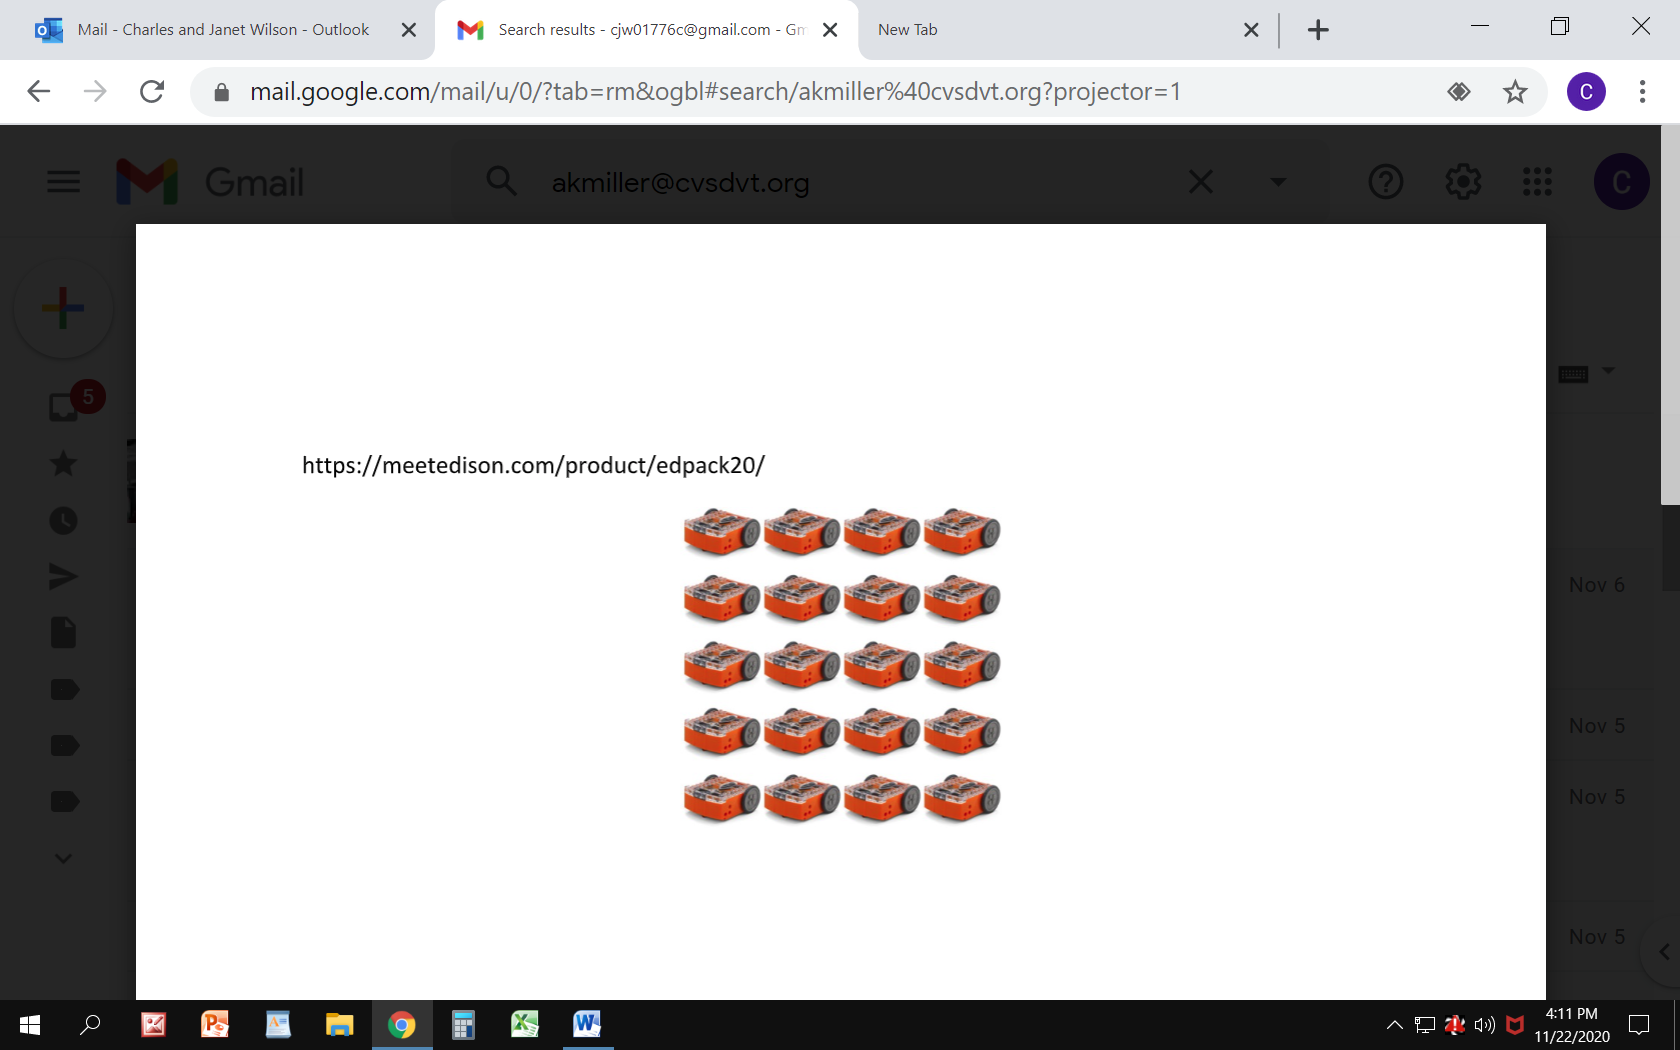 Mail - Charles and Janet Wilson - Outlook
Search results - cjw01776c@gmail.com - Gm
New Tab
mail.google.com/mail/u/0/?tab=rm&ogbl#search/akmiller%40cvsdvt.org?projector=1
C
Gmail
akmiller@cvsdvt.org
C
5
https://meetedison.com/product/edpack20/
Nov 6
Nov 5
Nov 5
Nov 5
4:11 PM
11/22/2020